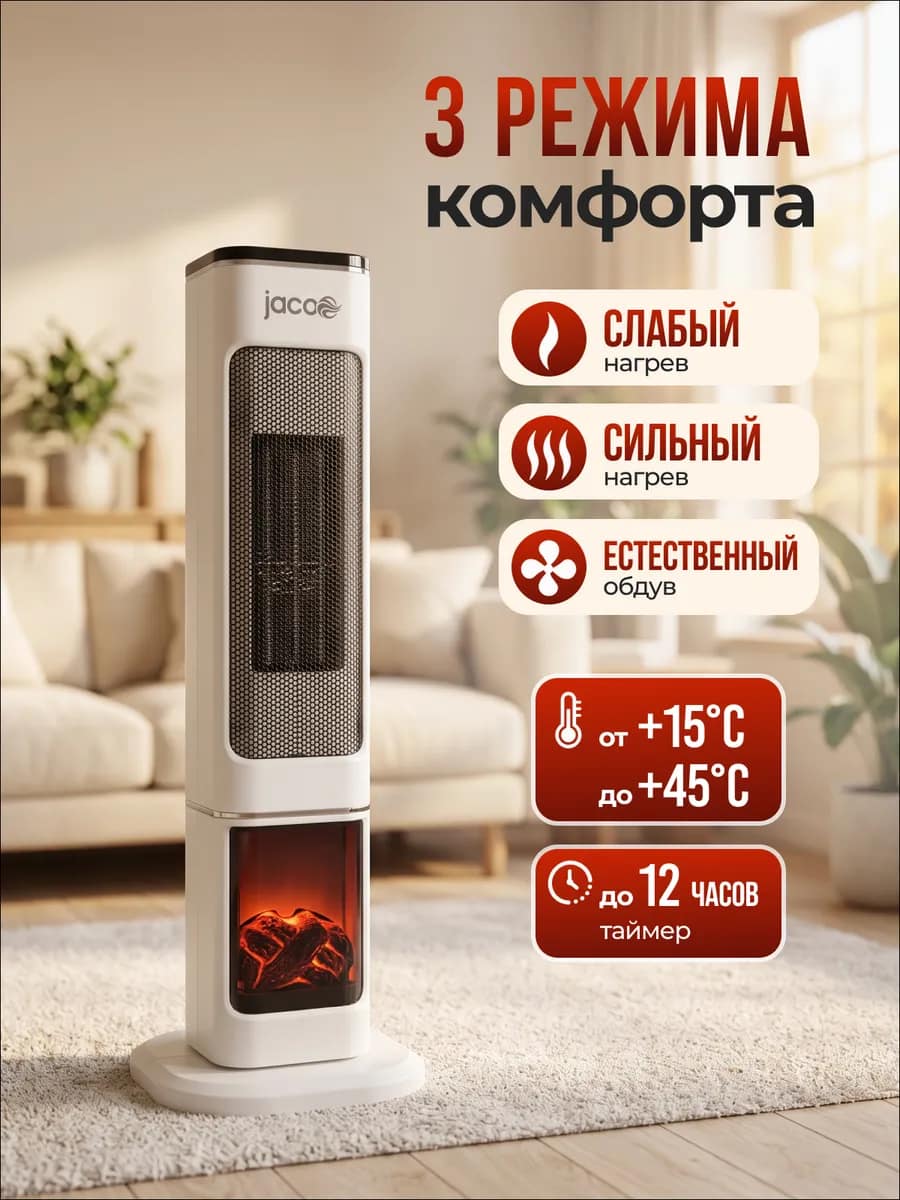 3 РЕЖИМА
комфорта
jacoo
СЛАБЫЙ
нагрев
СИЛЬНЫЙ
нагрев
ЕСТЕСТВЕННЫЙ
обдув
от +15°C
до +45°C
до 12 ЧАСОВ
таймер